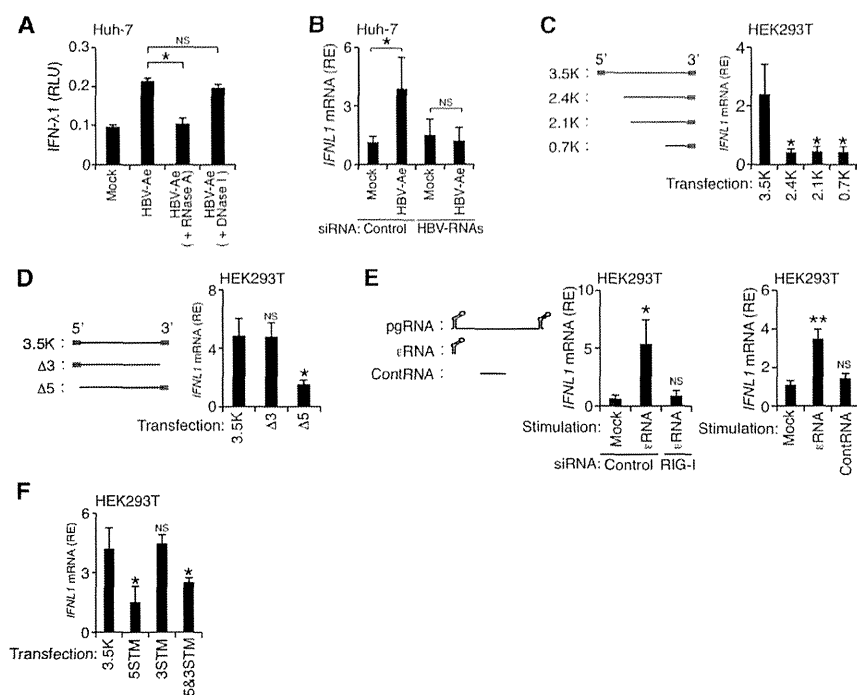 A
Huh-7
IFN-λ1 (RLU)
0.3
0.2
0.1
0
NS
*
Mock
HBV-Ae
HBV-Ae
( + RNase A)
HBV-Ae
( + DNase I )
B
Huh-7
IFNL1 mRNA (RE)
6
3
0
*
NS
Mock
HBV-Ae
Mock
HBV-Ae
siRNA: Control HBV-RNAs
C
HEK293T
5' 3'
3.5K :
2.4K :
2.1K :
0.7K :
IFNL1 mRNA (RE)
4
2
0
* * *
Transfection:
3.5K
2.4K
2.1K
0.7K
D
HEK293T
5' 3'
3.5K :
Δ3 :
Δ5 :
IFNL1 mRNA (RE)
8
4
0
NS
*
Transfection:
3.5K
Δ3
Δ5
E
HEK293T
pgRNA :
εRNA :
ContRNA :
IFNL1 mRNA (RE)
10
5
0
*
NS
Stimulation:
Mock
εRNA
εRNA
siRNA: Control RIG-I
HEK293T
IFNL1 mRNA (RE)
6
4
2
0
**
Stimulation:
Mock
εRNA
ContRNA
F
HEK293T
IFNL1 mRNA (RE)
6
3
0
*
NS
*
Transfection:
3.5K
5STM
3STM
5&3STM